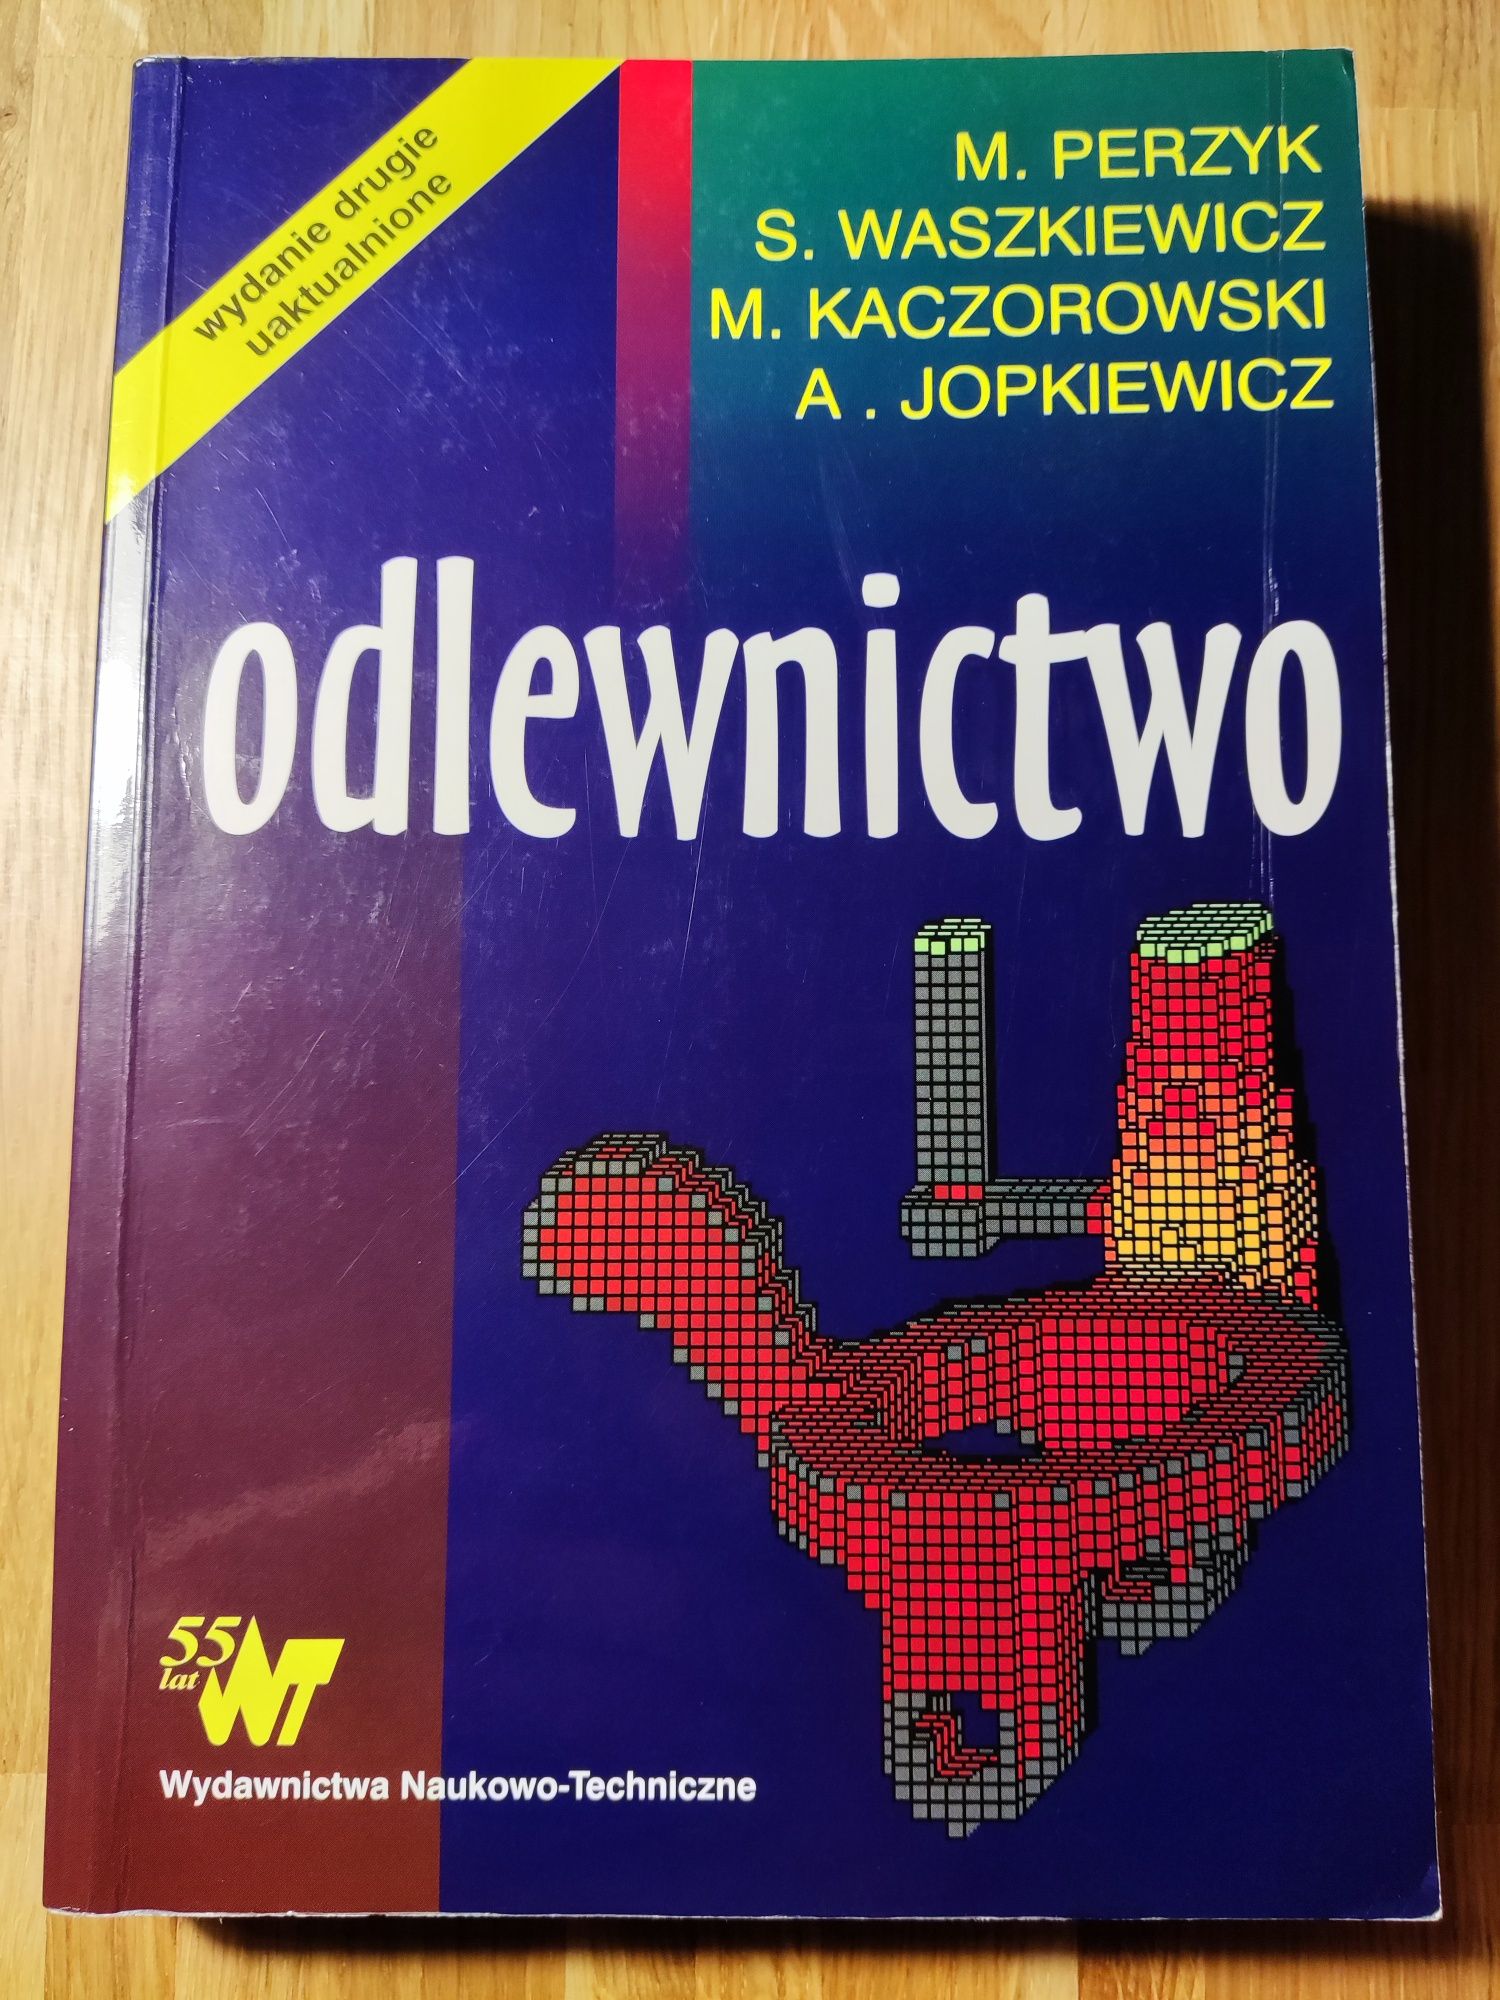 wydanie drugie
uaktualnione
M. PERZYK
S. WASZKIEWICZ
M. KACZOROWSKI
A . JOPKIEWICZ
odlewnictwo
55
lat
WNT
Wydawnictwa Naukowo-Techniczne